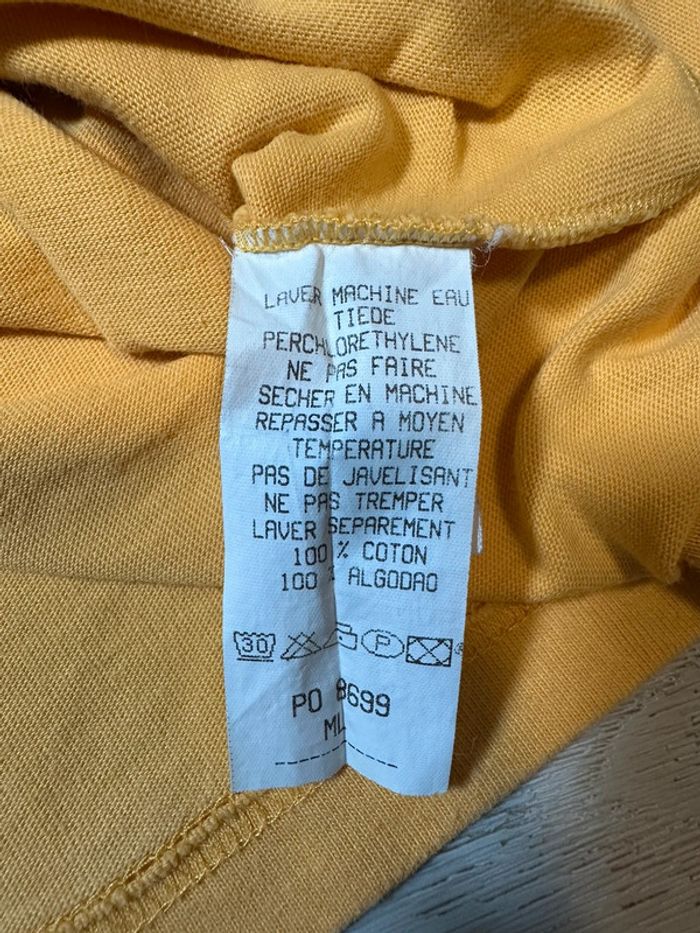 LAVER MACHINE EAU
TIEDE
PERCHLORETHYLENE
NE PAS FAIRE
SECHER EN MACHINE
REPASSER A MOYEN
TEMPERATURE
PAS DE JAVELISANT
NE PAS TREMPER
LAVER SEPAREMENT
100 % COTON
100 % ALGODAO
30 P
PO 8699